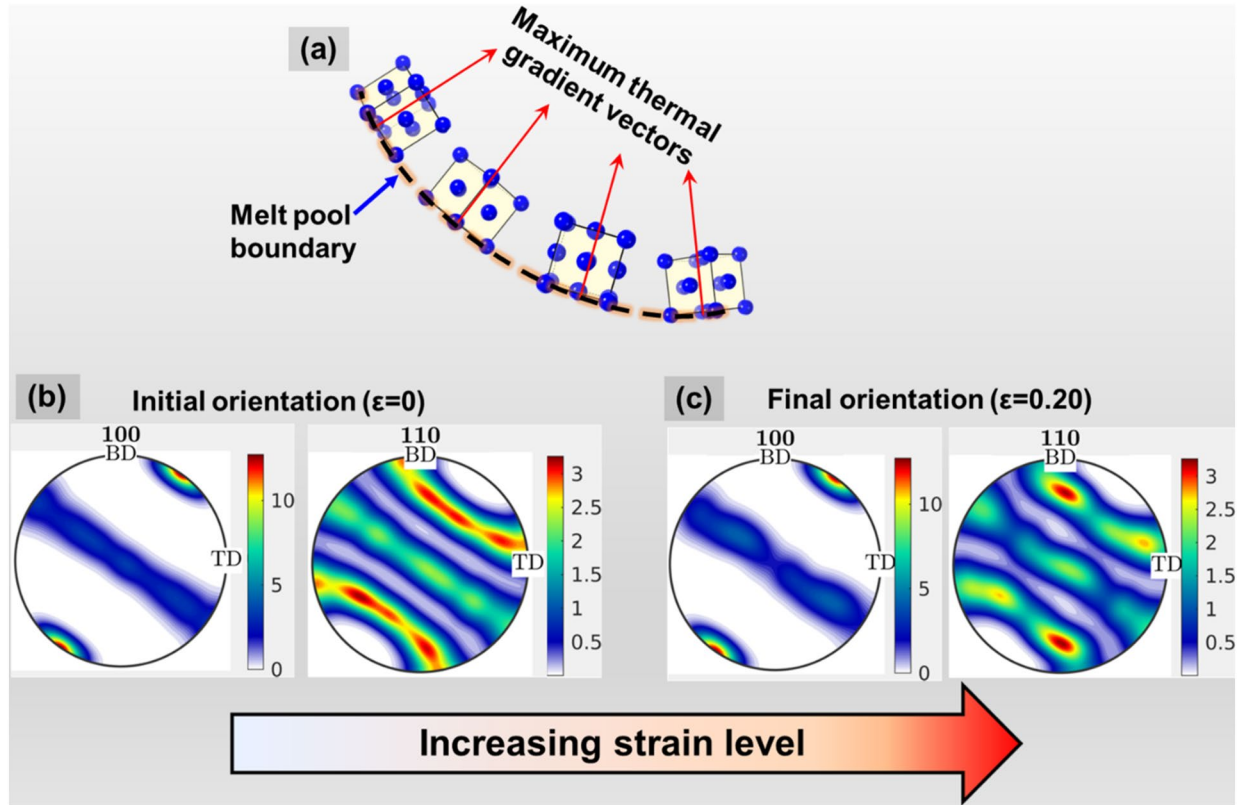 (a)
Maximum thermal
gradient vectors
Melt pool
boundary
(b)
Initial orientation (ε=0)
100
BD
TD
10
5
0
110
BD
TD
3
2.5
2
1.5
1
0.5
(c)
Final orientation (ε=0.20)
100
BD
TD
10
5
0
110
BD
TD
3
2.5
2
1.5
1
0.5
Increasing strain level